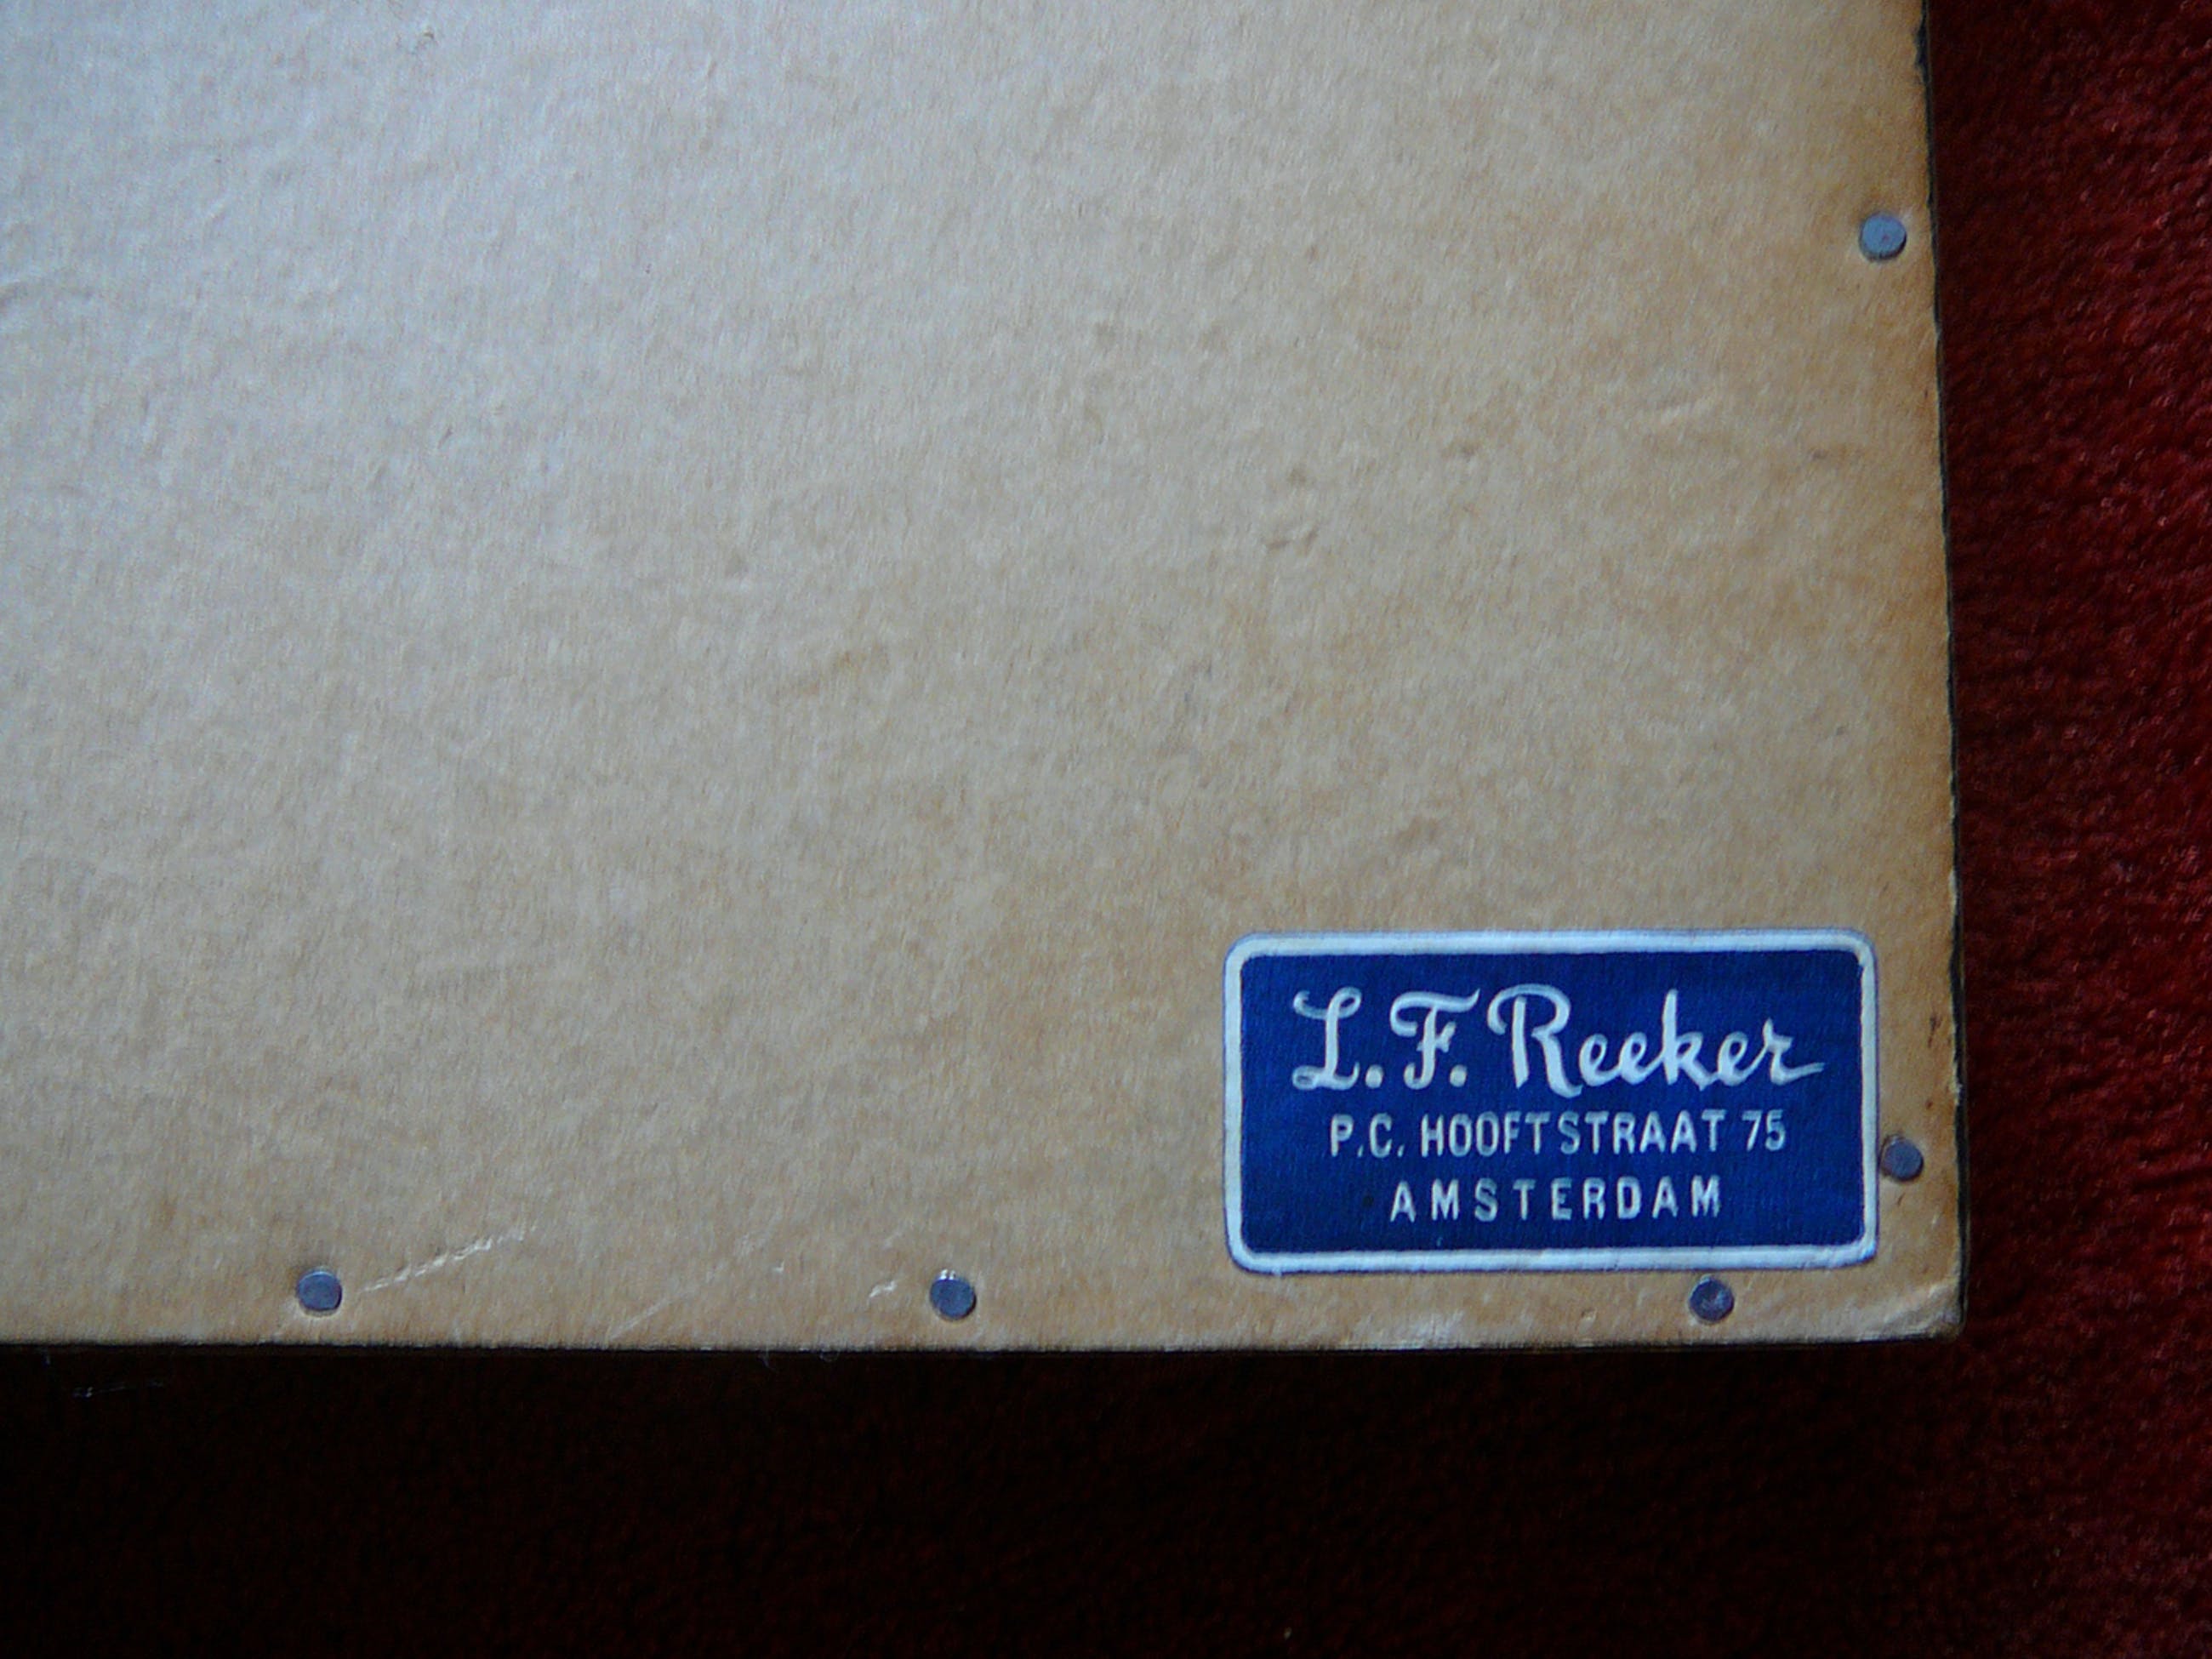 L.F. Reeker
P.C. HOOFTSTRAAT 75
AMSTERDAM